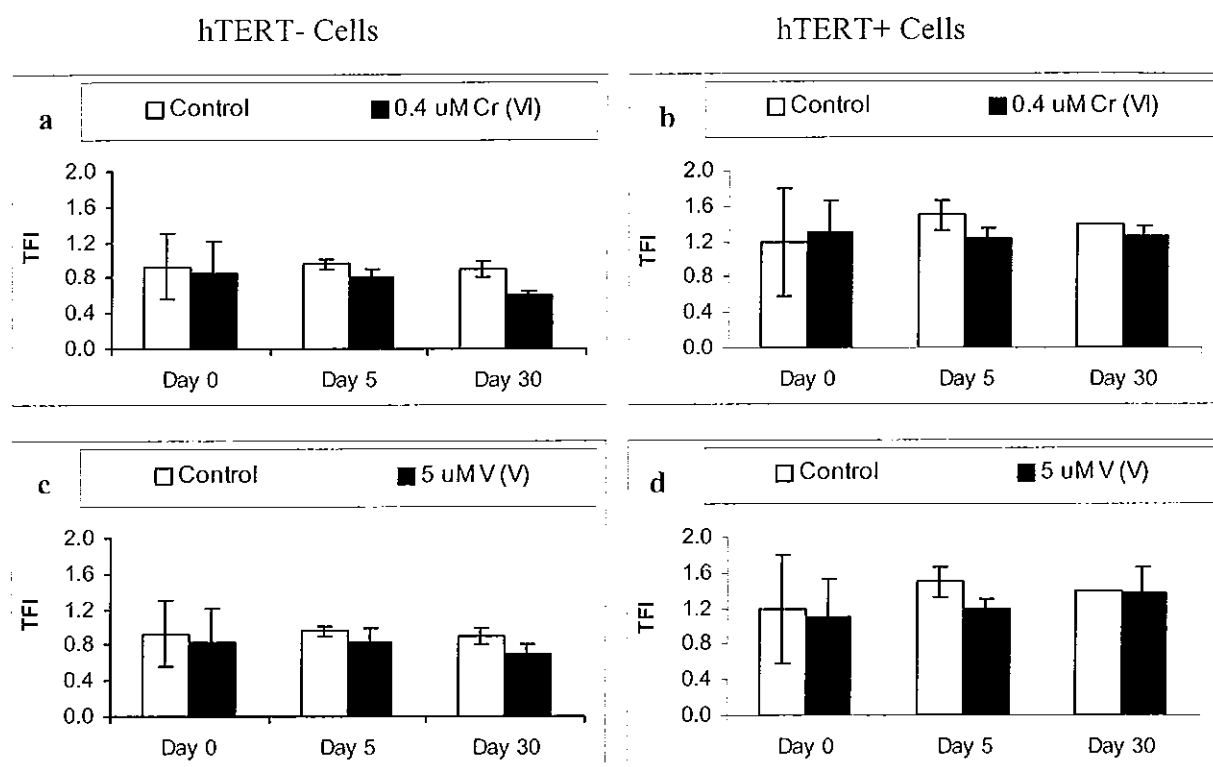 hTERT- Cells
hTERT+ Cells
a
Control
0.4 uM Cr (VI)
TFI
2.0
1.6
1.2
0.8
0.4
0.0
Day 0
Day 5
Day 30
b
Control
0.4 uM Cr (VI)
TFI
2.0
1.6
1.2
0.8
0.4
0.0
Day 0
Day 5
Day 30
c
Control
5 uM V (V)
TFI
2.0
1.6
1.2
0.8
0.4
0.0
Day 0
Day 5
Day 30
d
Control
5 uM V (V)
TFI
2.0
1.6
1.2
0.8
0.4
0.0
Day 0
Day 5
Day 30